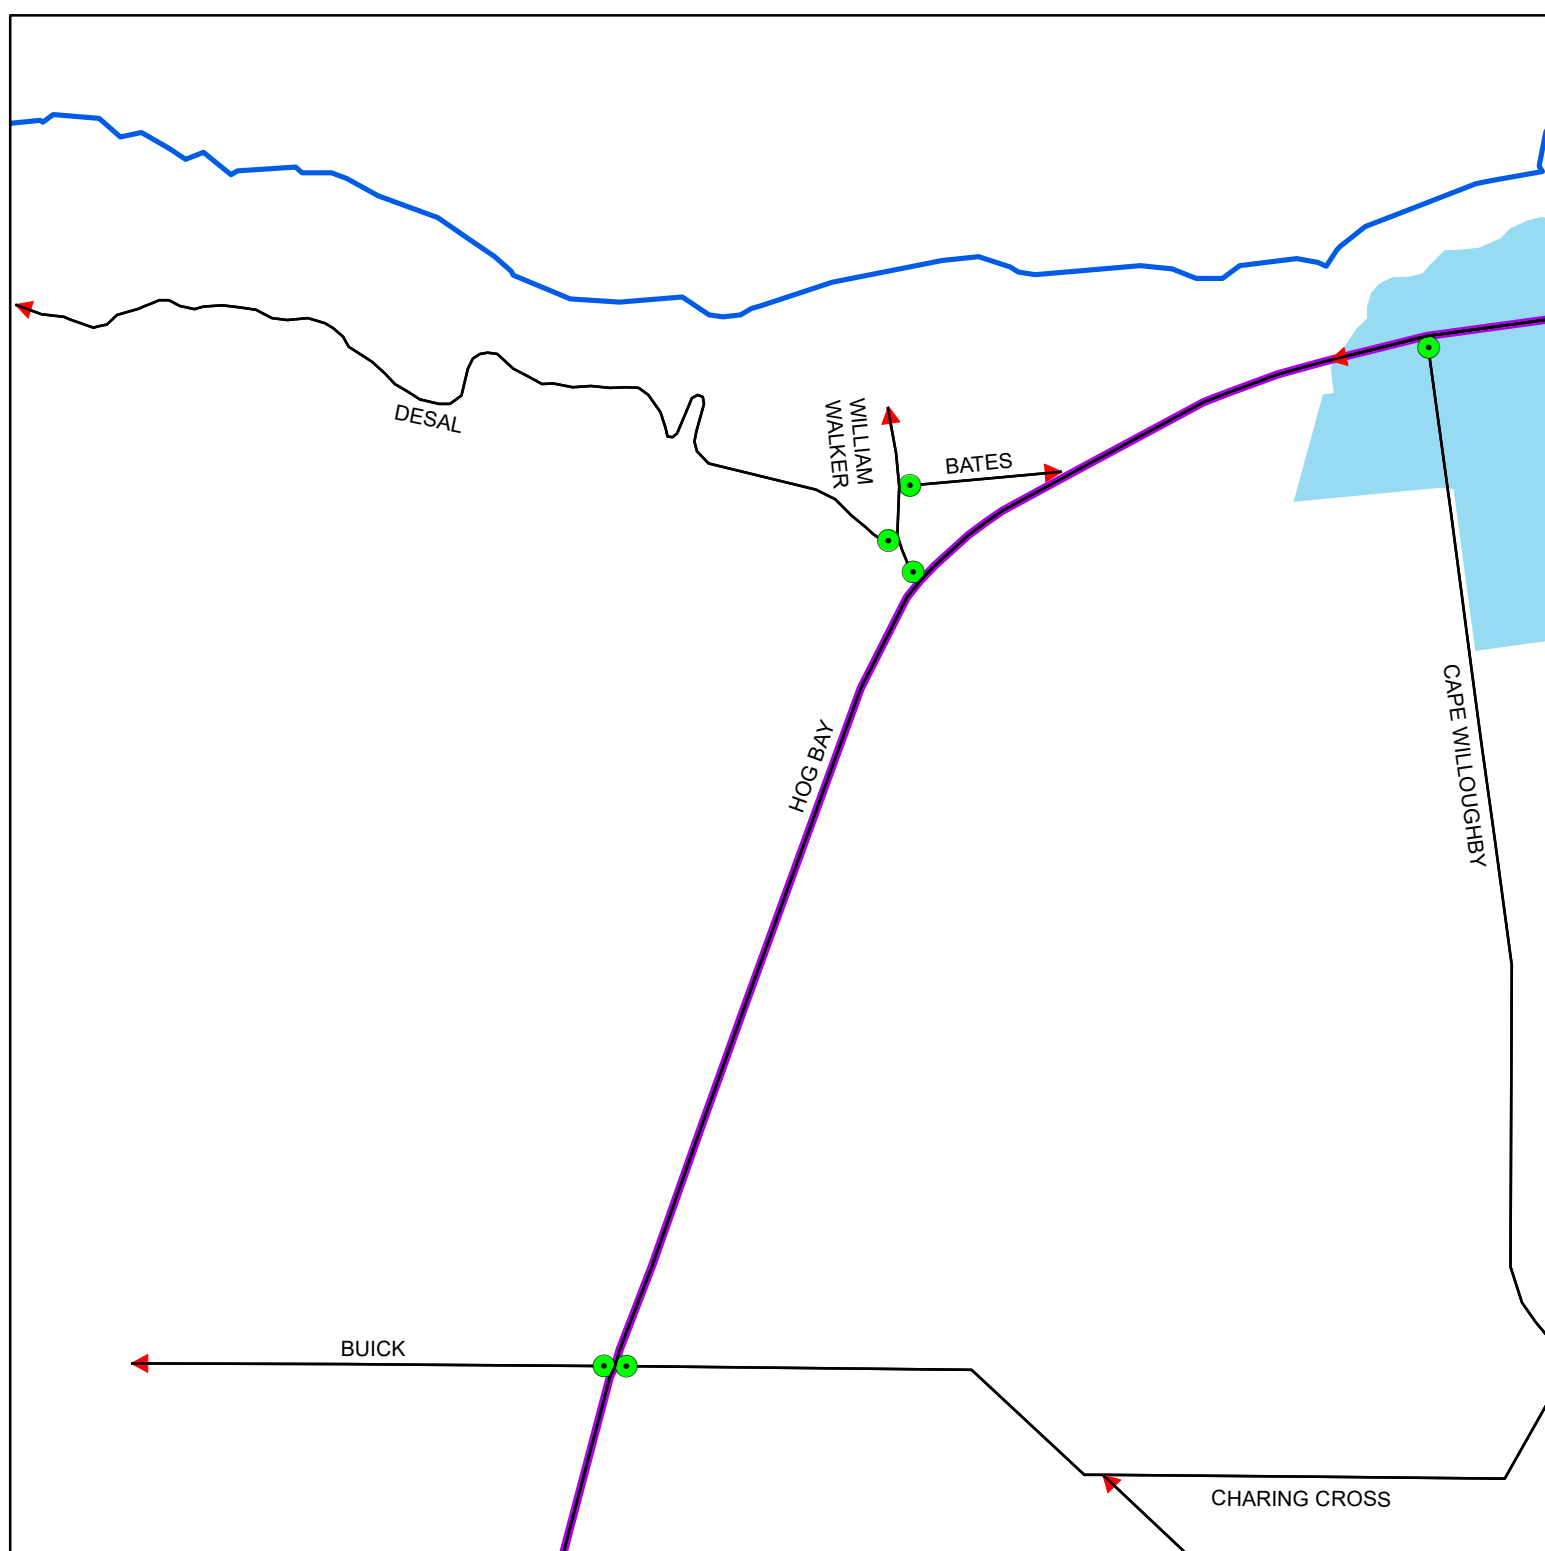 DESAL
WILLIAM
WALKER
BATES
HOG BAY
CAPE WILLOUGHBY
BUICK
CHARING CROSS